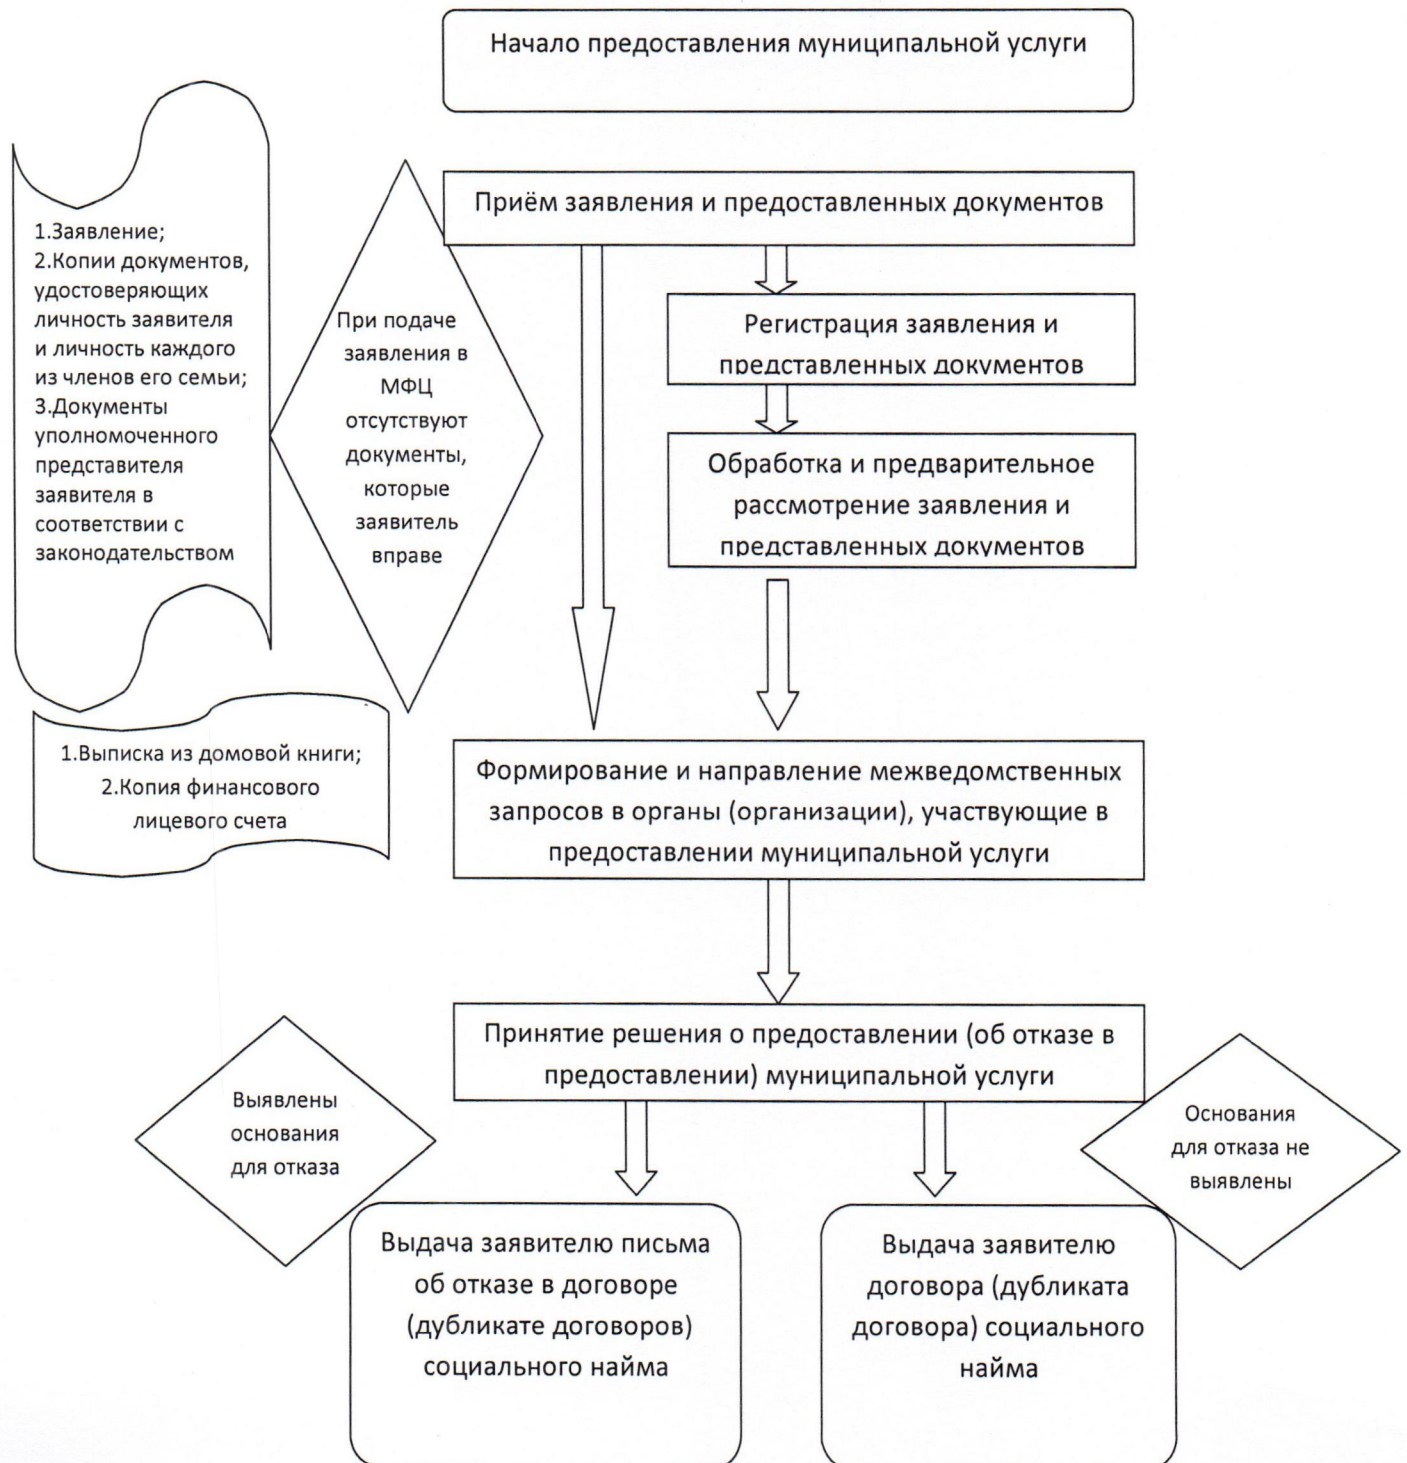 Начало предоставления муниципальной услуги
Приём заявления и предоставленных документов
1.Заявление;
2.Копии документов,
удостоверяющих
личность заявителя
и личность каждого
из членов его семьи;
3.Документы
уполномоченного
представителя
заявителя в
соответствии с
законодательством
При подаче
заявления в
МФЦ
отсутствуют
документы,
которые
заявитель
вправе
Регистрация заявления и
представленных документов
Обработка и предварительное
рассмотрение заявления и
представленных документов
1.Выписка из домовой книги;
2.Копия финансового
лицевого счета
Формирование и направление межведомственных
запросов в органы (организации), участвующие в
предоставлении муниципальной услуги
Принятие решения о предоставлении (об отказе в
предоставлении) муниципальной услуги
Выявлены
основания
для отказа
Основания
для отказа не
выявлены
Выдача заявителю письма
об отказе в договоре
(дубликате договоров)
социального найма
Выдача заявителю
договора (дубликата
договора) социального
найма